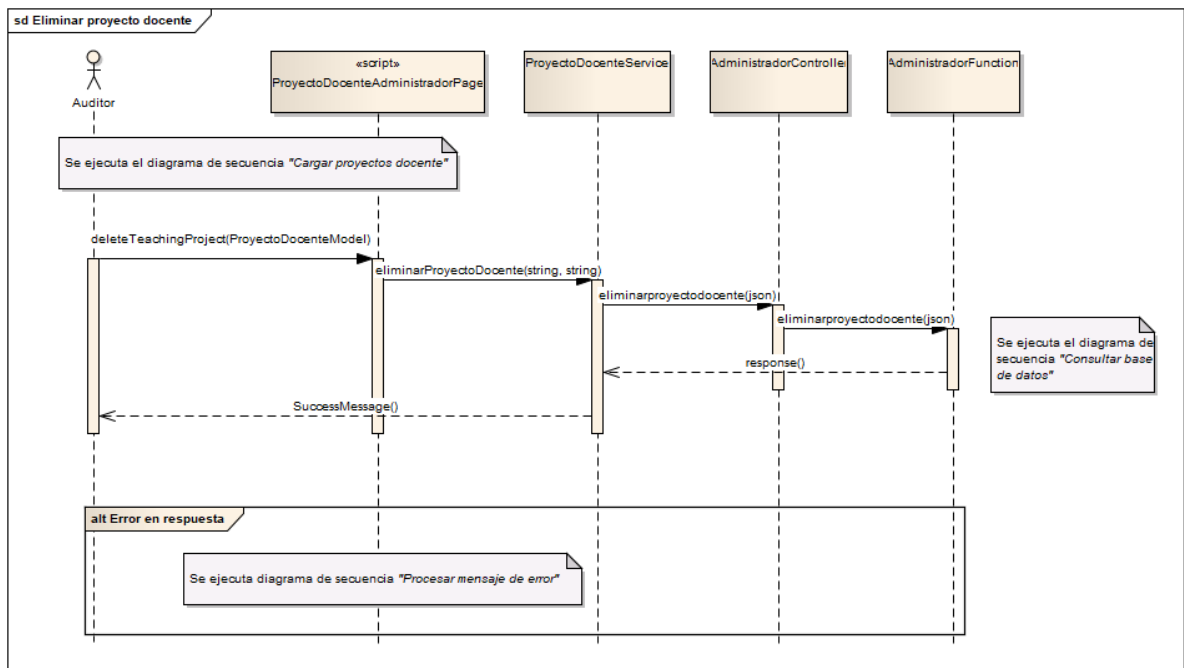 sd Eliminar proyecto docente
Auditor
«script»
ProyectoDocenteAdministradorPage
ProyectoDocenteService
AdministradorController
AdministradorFunction
Se ejecuta el diagrama de secuencia "Cargar proyectos docente"
deleteTeachingProject(ProyectoDocenteModel)
eliminarProyectoDocente(string, string)
eliminarproyectodocente(json)
eliminarproyectodocente(json)
response()
Se ejecuta el diagrama de
secuencia "Consultar base
de datos"
SuccessMessage()
alt Error en respuesta
Se ejecuta diagrama de secuencia "Procesar mensaje de error"